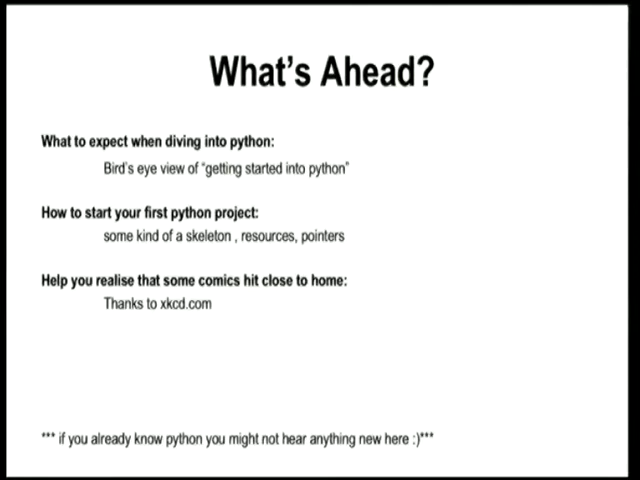 What's Ahead?
What to expect when diving into python:
Bird's eye view of “getting started into python”
How to start your first python project:
some kind of a skeleton , resources, pointers
Help you realise that some comics hit close to home:
Thanks to xkcd.com
*** if you already know python you might not hear anything new here :)***